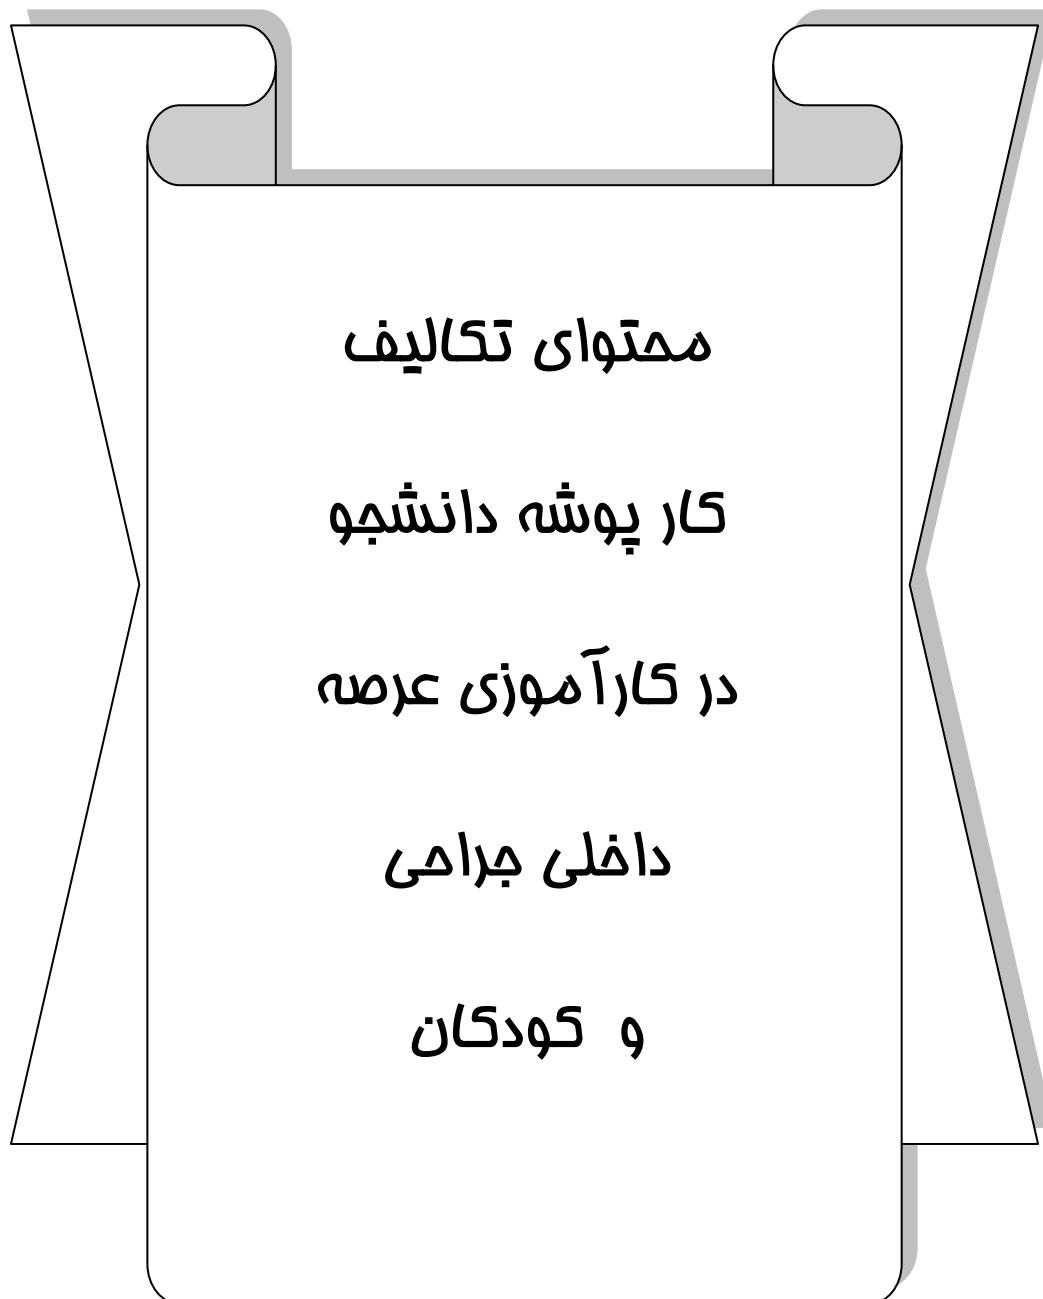 محتوای تکالیف
کار پوشه دانشجو
در کارآموزی عرصه
داخلی جراحی
و کودکان